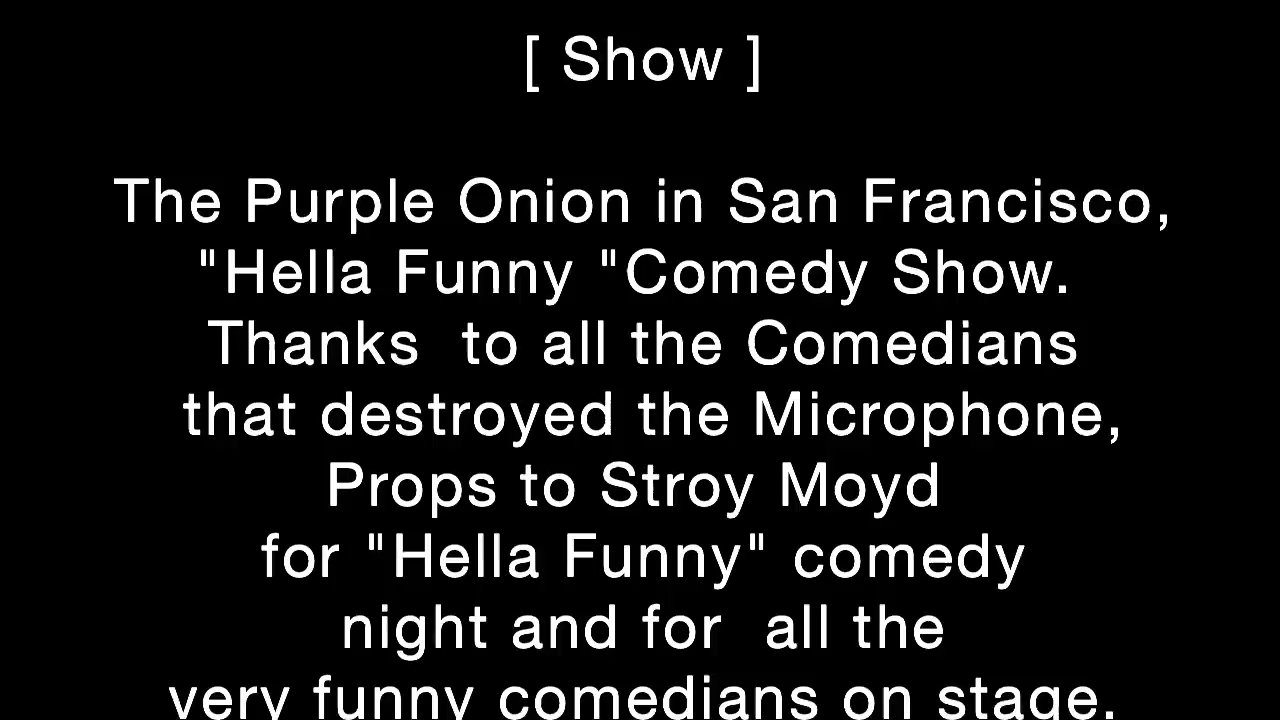 [ Show ]
The Purple Onion in San Francisco,
"Hella Funny "Comedy Show.
Thanks  to all the Comedians
that destroyed the Microphone,
Props to Stroy Moyd
for "Hella Funny" comedy
night and for  all the
very funny comedians on stage.